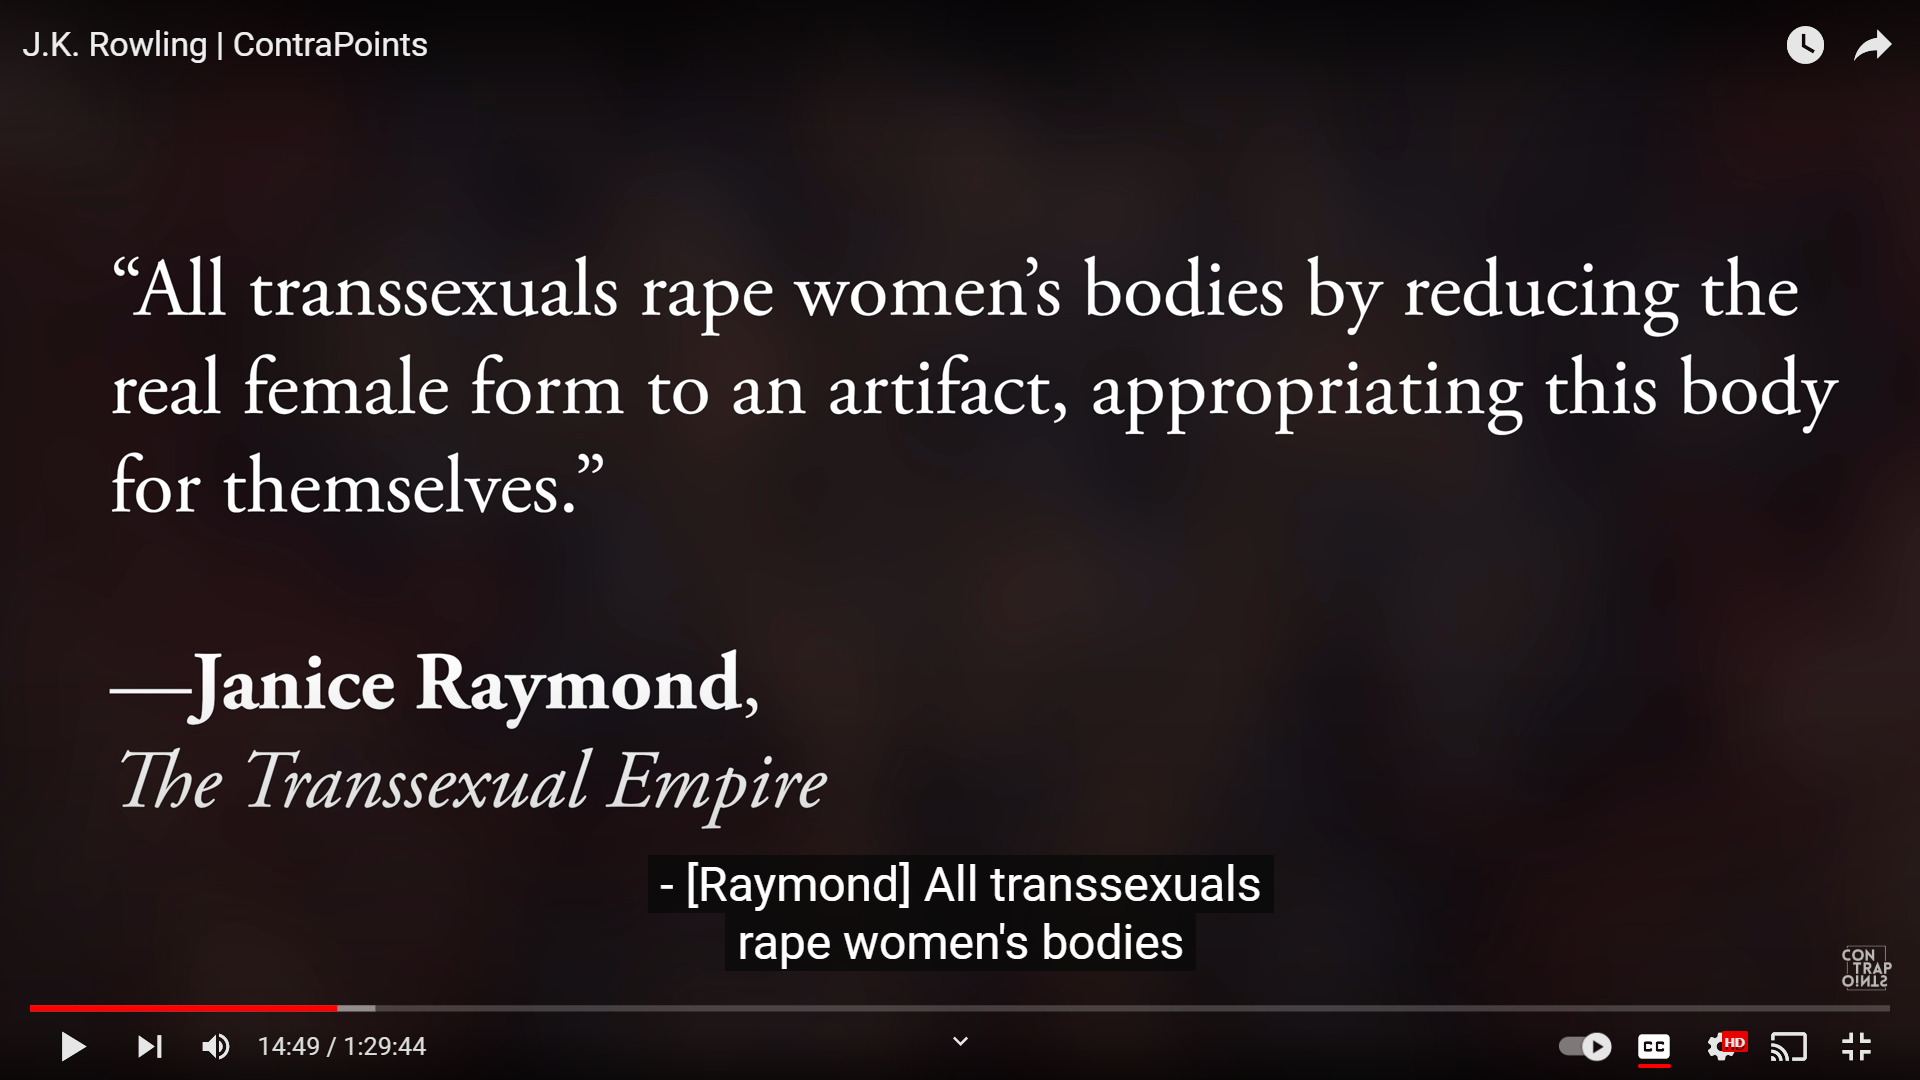 J.K. Rowling | ContraPoints
“All transsexuals rape women’s bodies by reducing the
real female form to an artifact, appropriating this body
for themselves.”
—Janice Raymond,
The Transsexual Empire
- [Raymond] All transsexuals
rape women's bodies
CON
TRAP
OINTS
14:49 / 1:29:44
CC
HD